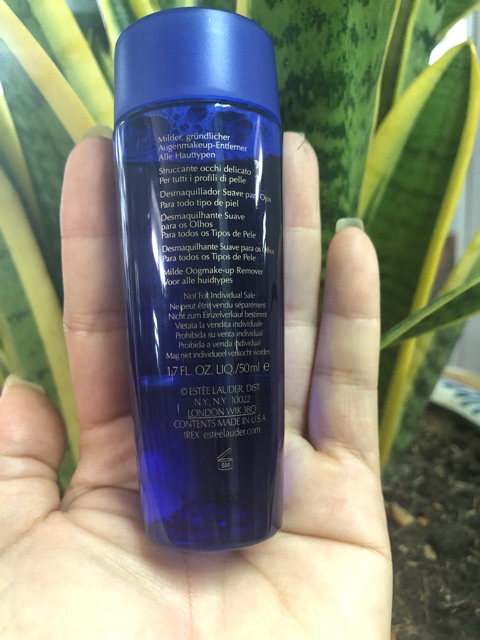 Milder, gründlicher
Augenmakeup-Entferner
Alle Hauttypen
Struccante occhi delicato
Per tutti i profili di pelle
Desmaquillador Suave para Ojos
Para todo tipo de piel
Desmaquilhante Suave
para os Olhos
Para todos os Tipos de Pele
Desmaquilhante Suave para os Olhos
Para todos os Tipos de Pele
Milde Oogmake-up Remover
Voor alle huidtypes
Not For Individual Sale
Ne peut être vendu séparément
Nicht zum Einzelverkauf bestimmt
Vietata la vendita individuale
Prohibida su venta individual
Proibida a venda individual
Mag niet individueel verkocht worden
1.7 FL. OZ. LIQ./50ml e
© ESTÉE LAUDER, DIST.
N.Y., N.Y. 10022
LONDON W1K 3BQ
CONTENTS MADE IN U.S.A.
1REX esteelauder.com
6M